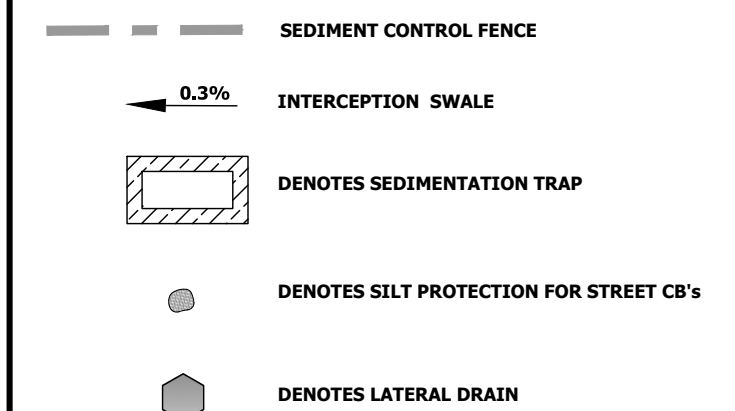 SEDIMENT CONTROL FENCE
0.3%
INTERCEPTION SWALE
DENOTES SEDIMENTATION TRAP
DENOTES SILT PROTECTION FOR STREET CB's
DENOTES LATERAL DRAIN